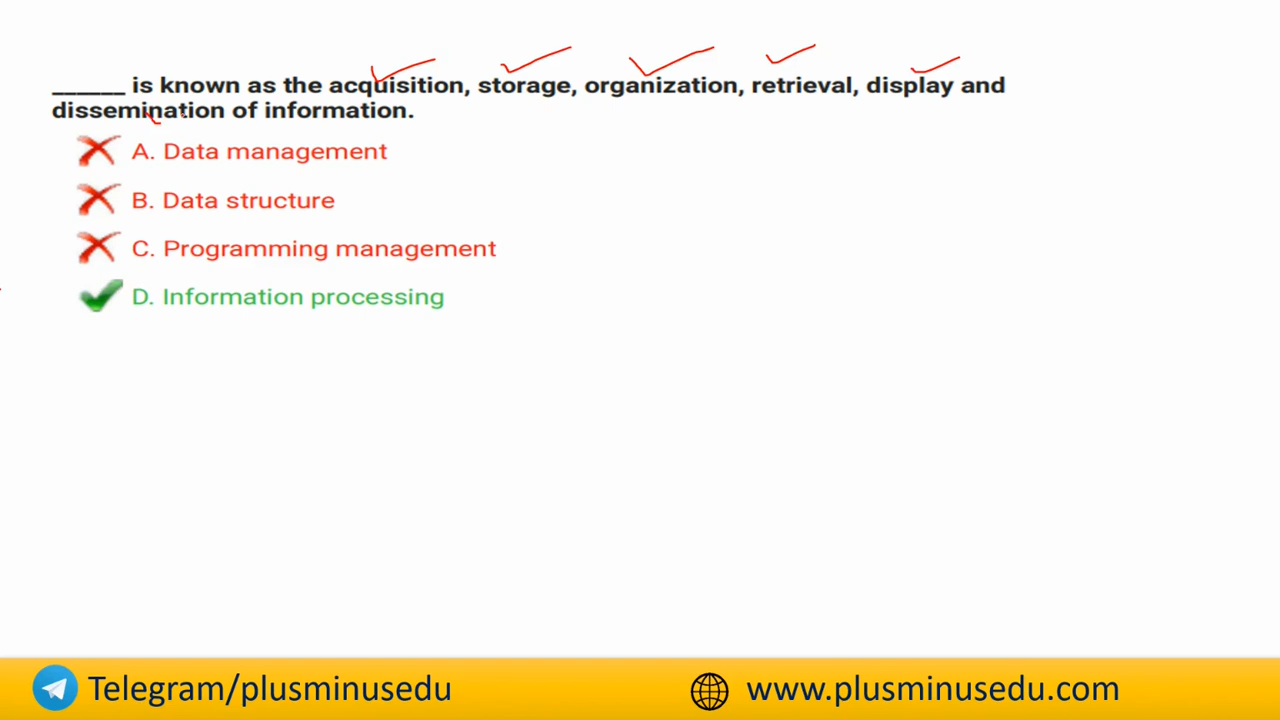 ______ is known as the acquisition, storage, organization, retrieval, display and
dissemination of information.
A. Data management
B. Data structure
C. Programming management
D. Information processing
Telegram/plusminusedu
www.plusminusedu.com